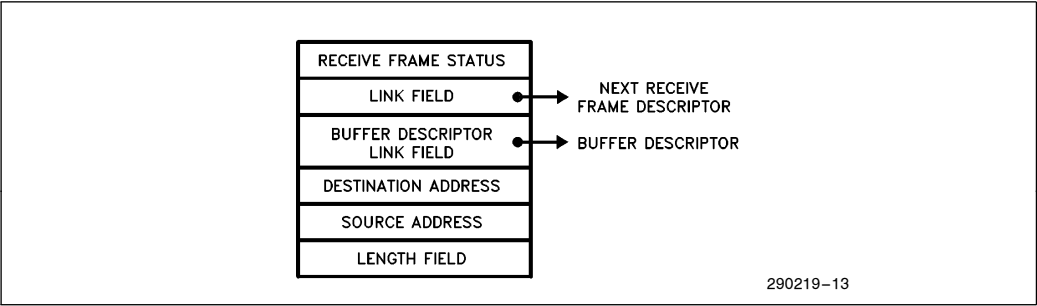 RECEIVE FRAME STATUS
LINK FIELD
NEXT RECEIVE
FRAME DESCRIPTOR
BUFFER DESCRIPTOR
LINK FIELD
BUFFER DESCRIPTOR
DESTINATION ADDRESS
SOURCE ADDRESS
LENGTH FIELD
290219–13